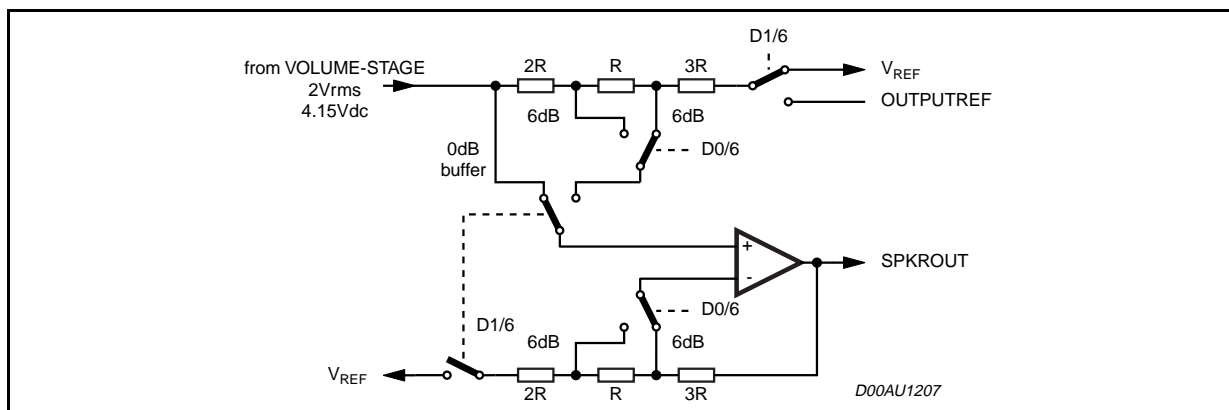 D1/6
from VOLUME-STAGE
2Vrms
4.15Vdc
2R
R
3R
VREF
OUTPUTREF
6dB
6dB
D0/6
0dB
buffer
+
-
SPKROUT
D0/6
D1/6
6dB
6dB
VREF
2R
R
3R
D00AU1207